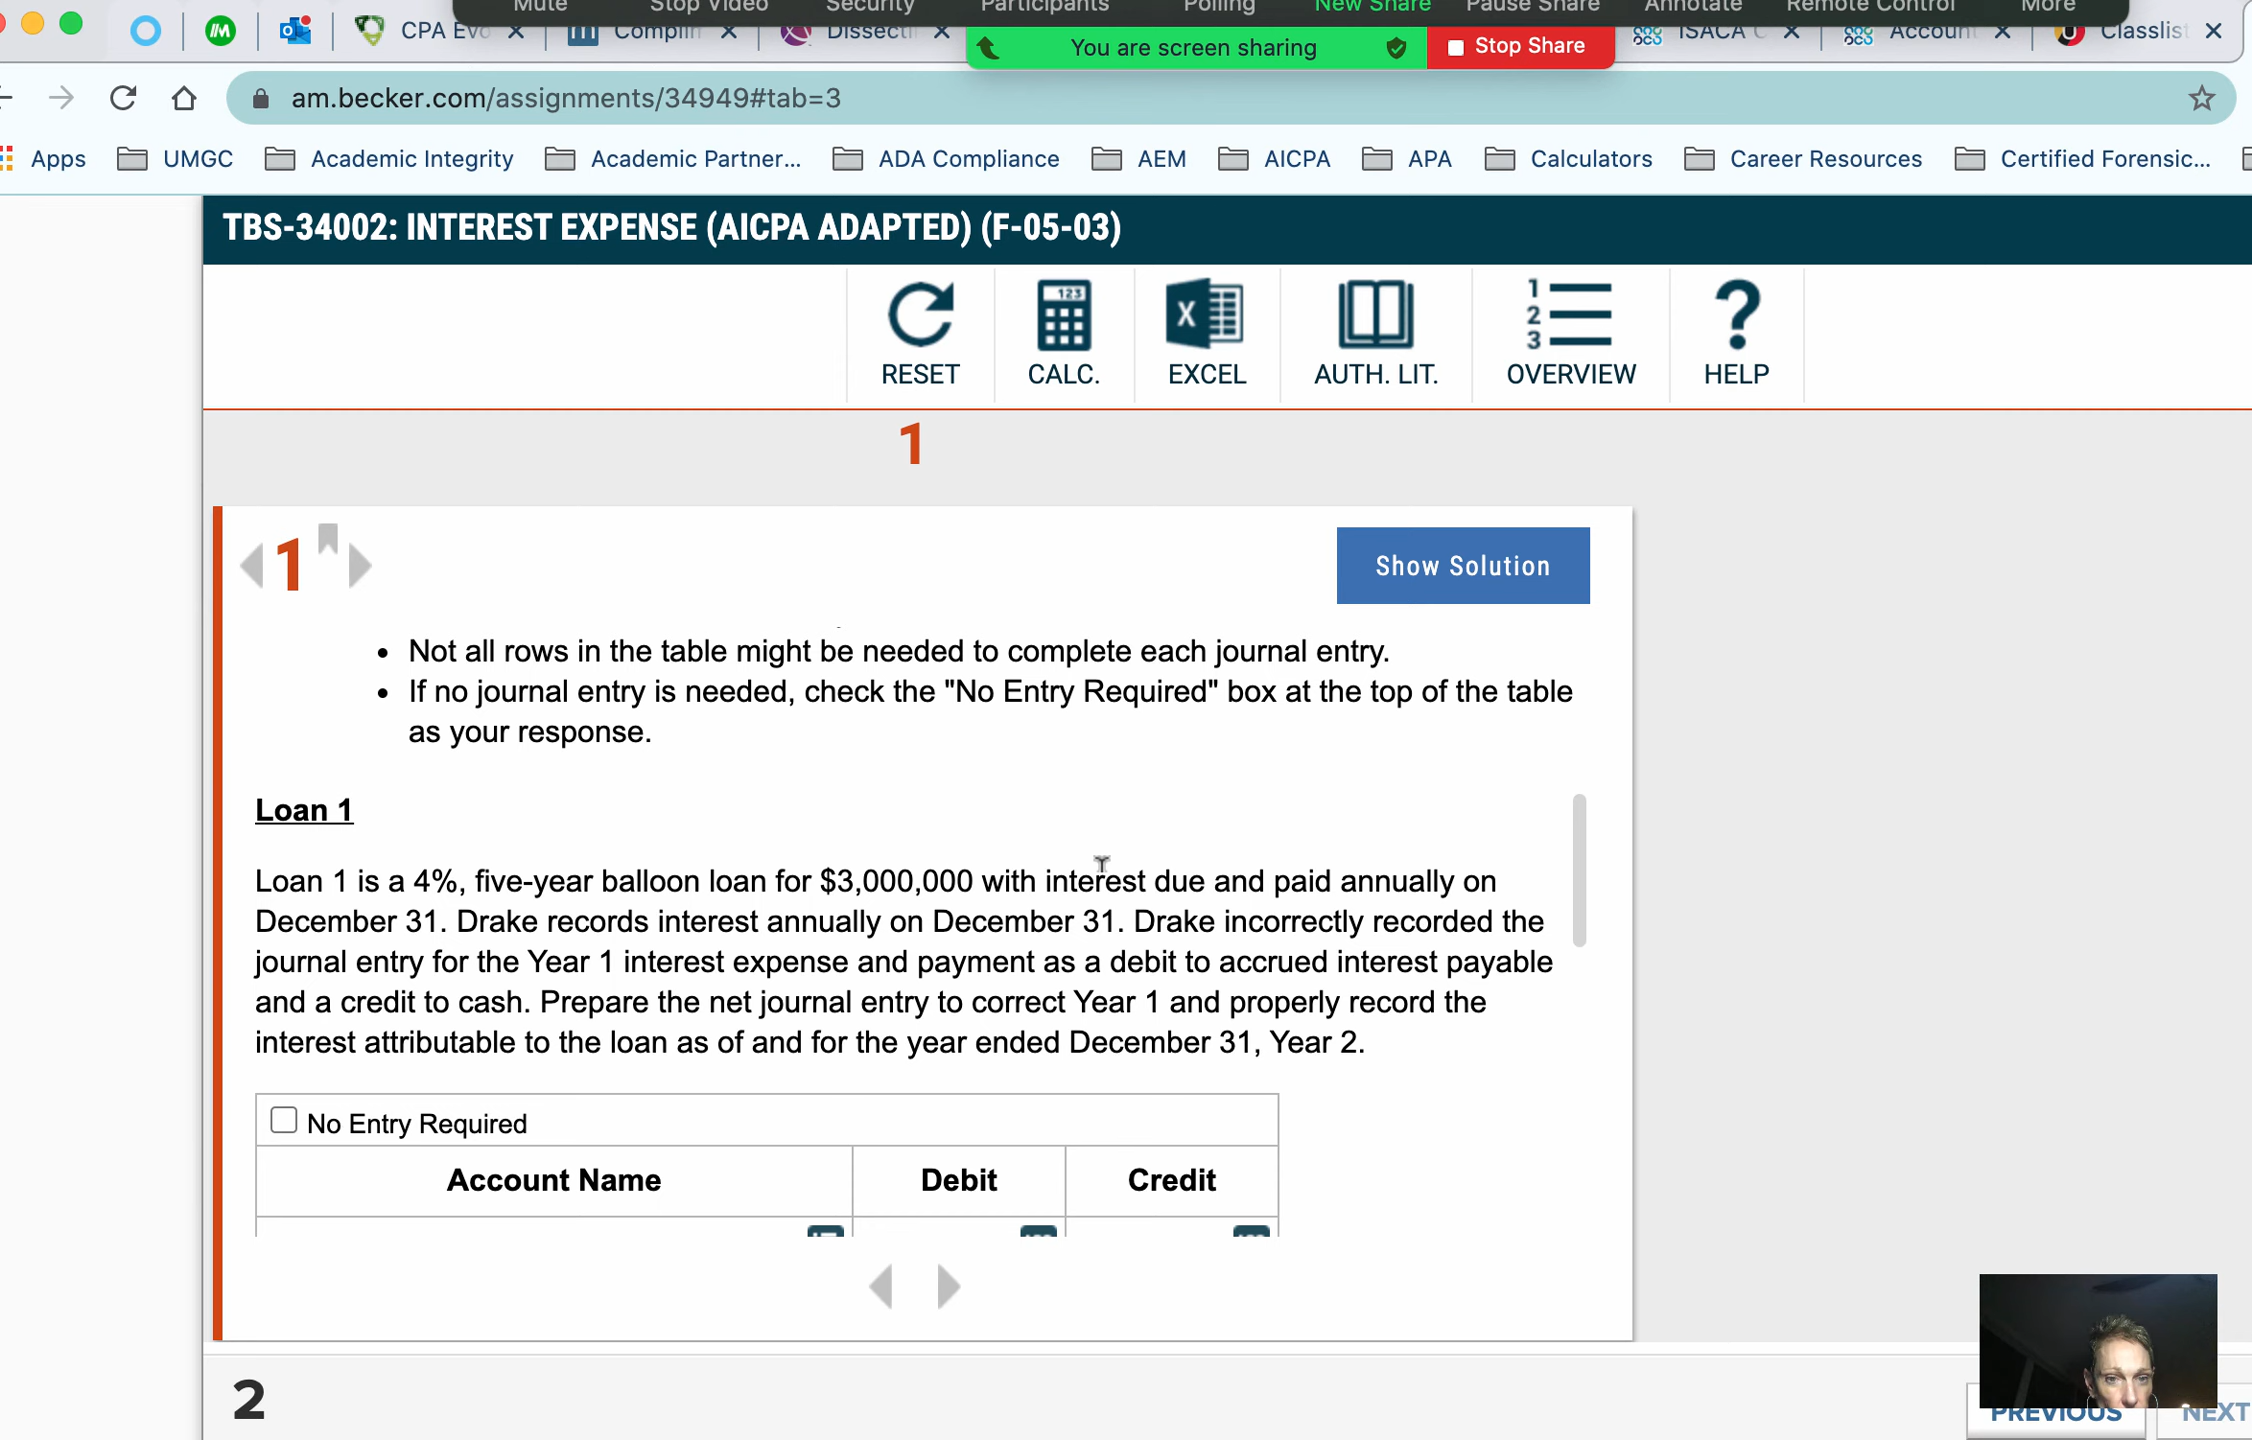 Mute Stop Video Security Participants Polling New Share Pause Share Annotate Remote Control More
CPA Evo Dissecti ISACA C Account Classlist
You are screen sharing Stop Share
am.becker.com/assignments/34949#tab=3
Apps UMGC Academic Integrity Academic Partner... ADA Compliance AEM AICPA APA Calculators Career Resources Certified Forensic...
TBS-34002: INTEREST EXPENSE (AICPA ADAPTED) (F-05-03)
RESET CALC. EXCEL AUTH. LIT. OVERVIEW HELP
1
1
Show Solution
• Not all rows in the table might be needed to complete each journal entry.
• If no journal entry is needed, check the "No Entry Required" box at the top of the table
as your response.
Loan 1
Loan 1 is a 4%, five-year balloon loan for $3,000,000 with interest due and paid annually on
December 31. Drake records interest annually on December 31. Drake incorrectly recorded the
journal entry for the Year 1 interest expense and payment as a debit to accrued interest payable
and a credit to cash. Prepare the net journal entry to correct Year 1 and properly record the
interest attributable to the loan as of and for the year ended December 31, Year 2.
No Entry Required
Account Name Debit Credit
2
PREVIOUS NEXT